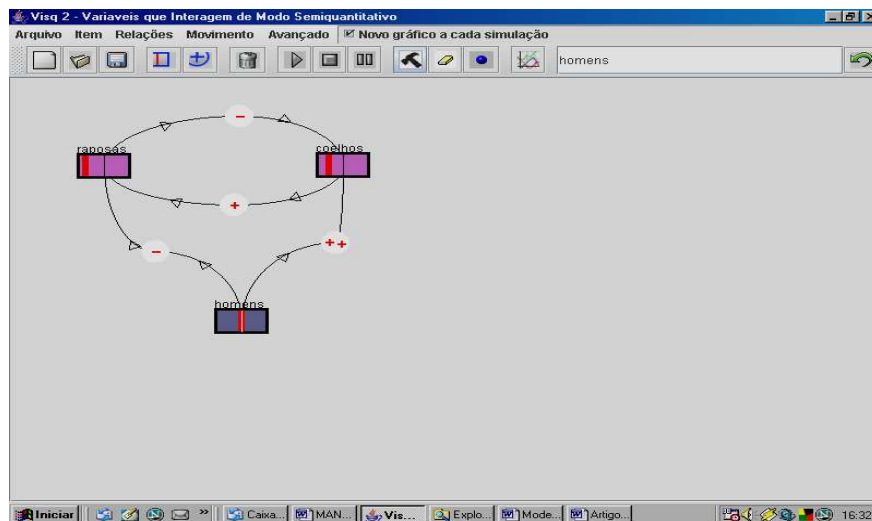 Visq 2 - Variaveis que Interagem de Modo Semiquantitativo
Arquivo Item Relações Movimento Avançado Novo gráfico a cada simulação
homens
-
raposas coelhos
+
- ++
homens
Iniciar » Caixa... MAN... Vis... Explo... Mode... Artigo... 16:32